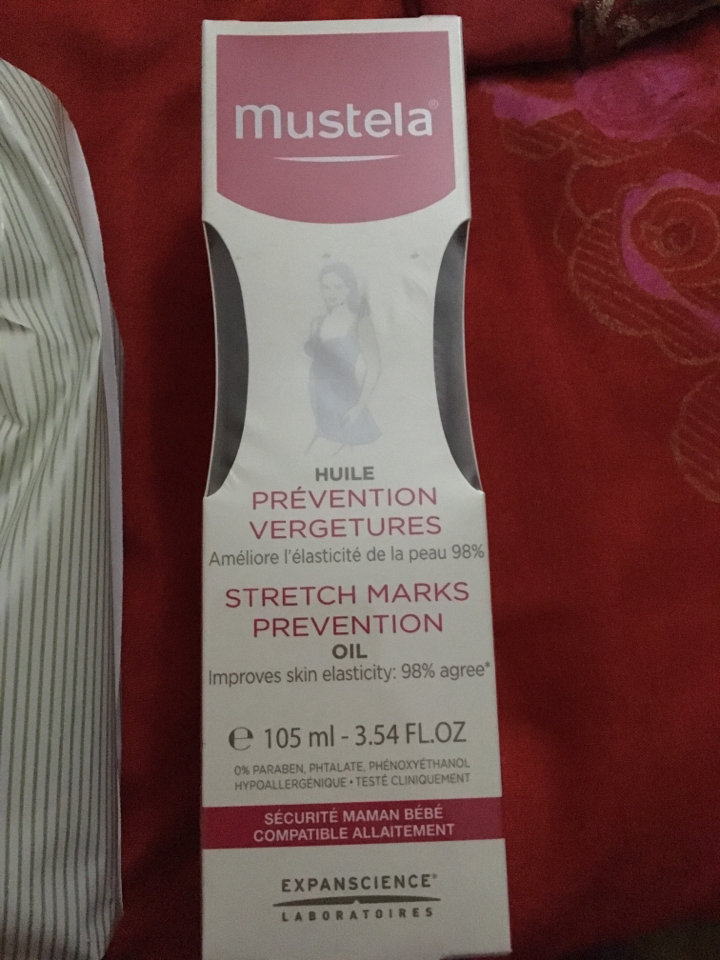 mustela®
HUILE
PRÉVENTION
VERGETURES
Améliore l'élasticité de la peau 98%
STRETCH MARKS
PREVENTION
OIL
Improves skin elasticity: 98% agree*
℮ 105 ml - 3.54 FL.OZ
0% PARABEN, PHTALATE, PHÉNOXYÉTHANOL
HYPOALLERGÉNIQUE • TESTÉ CLINIQUEMENT
SÉCURITÉ MAMAN BÉBÉ
COMPATIBLE ALLAITEMENT
EXPANSCIENCE®
LABORATOIRES